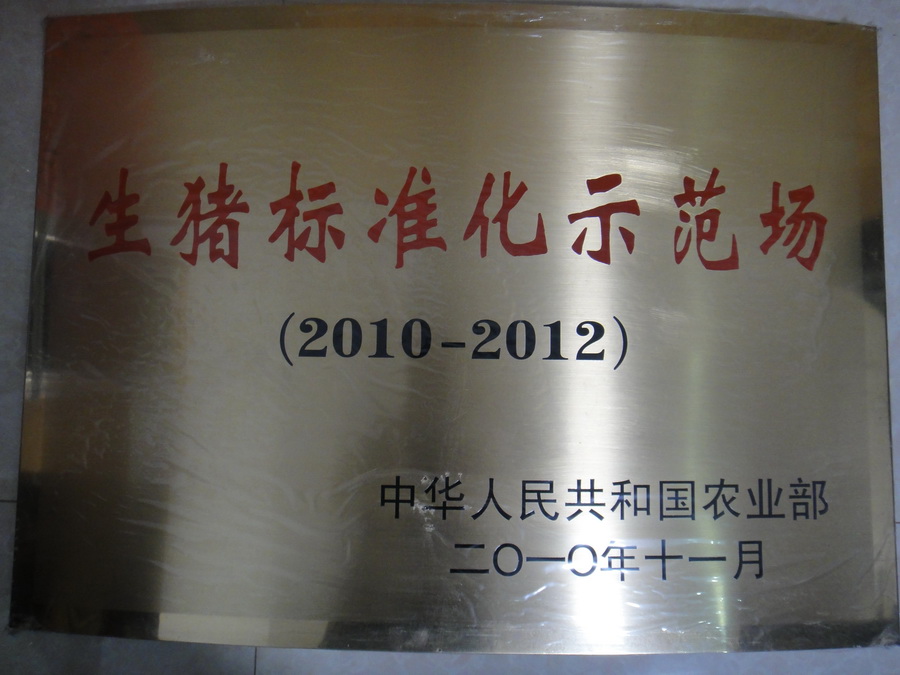 生猪标准化示范场
(2010-2012)
中华人民共和国农业部
二〇一〇年十一月